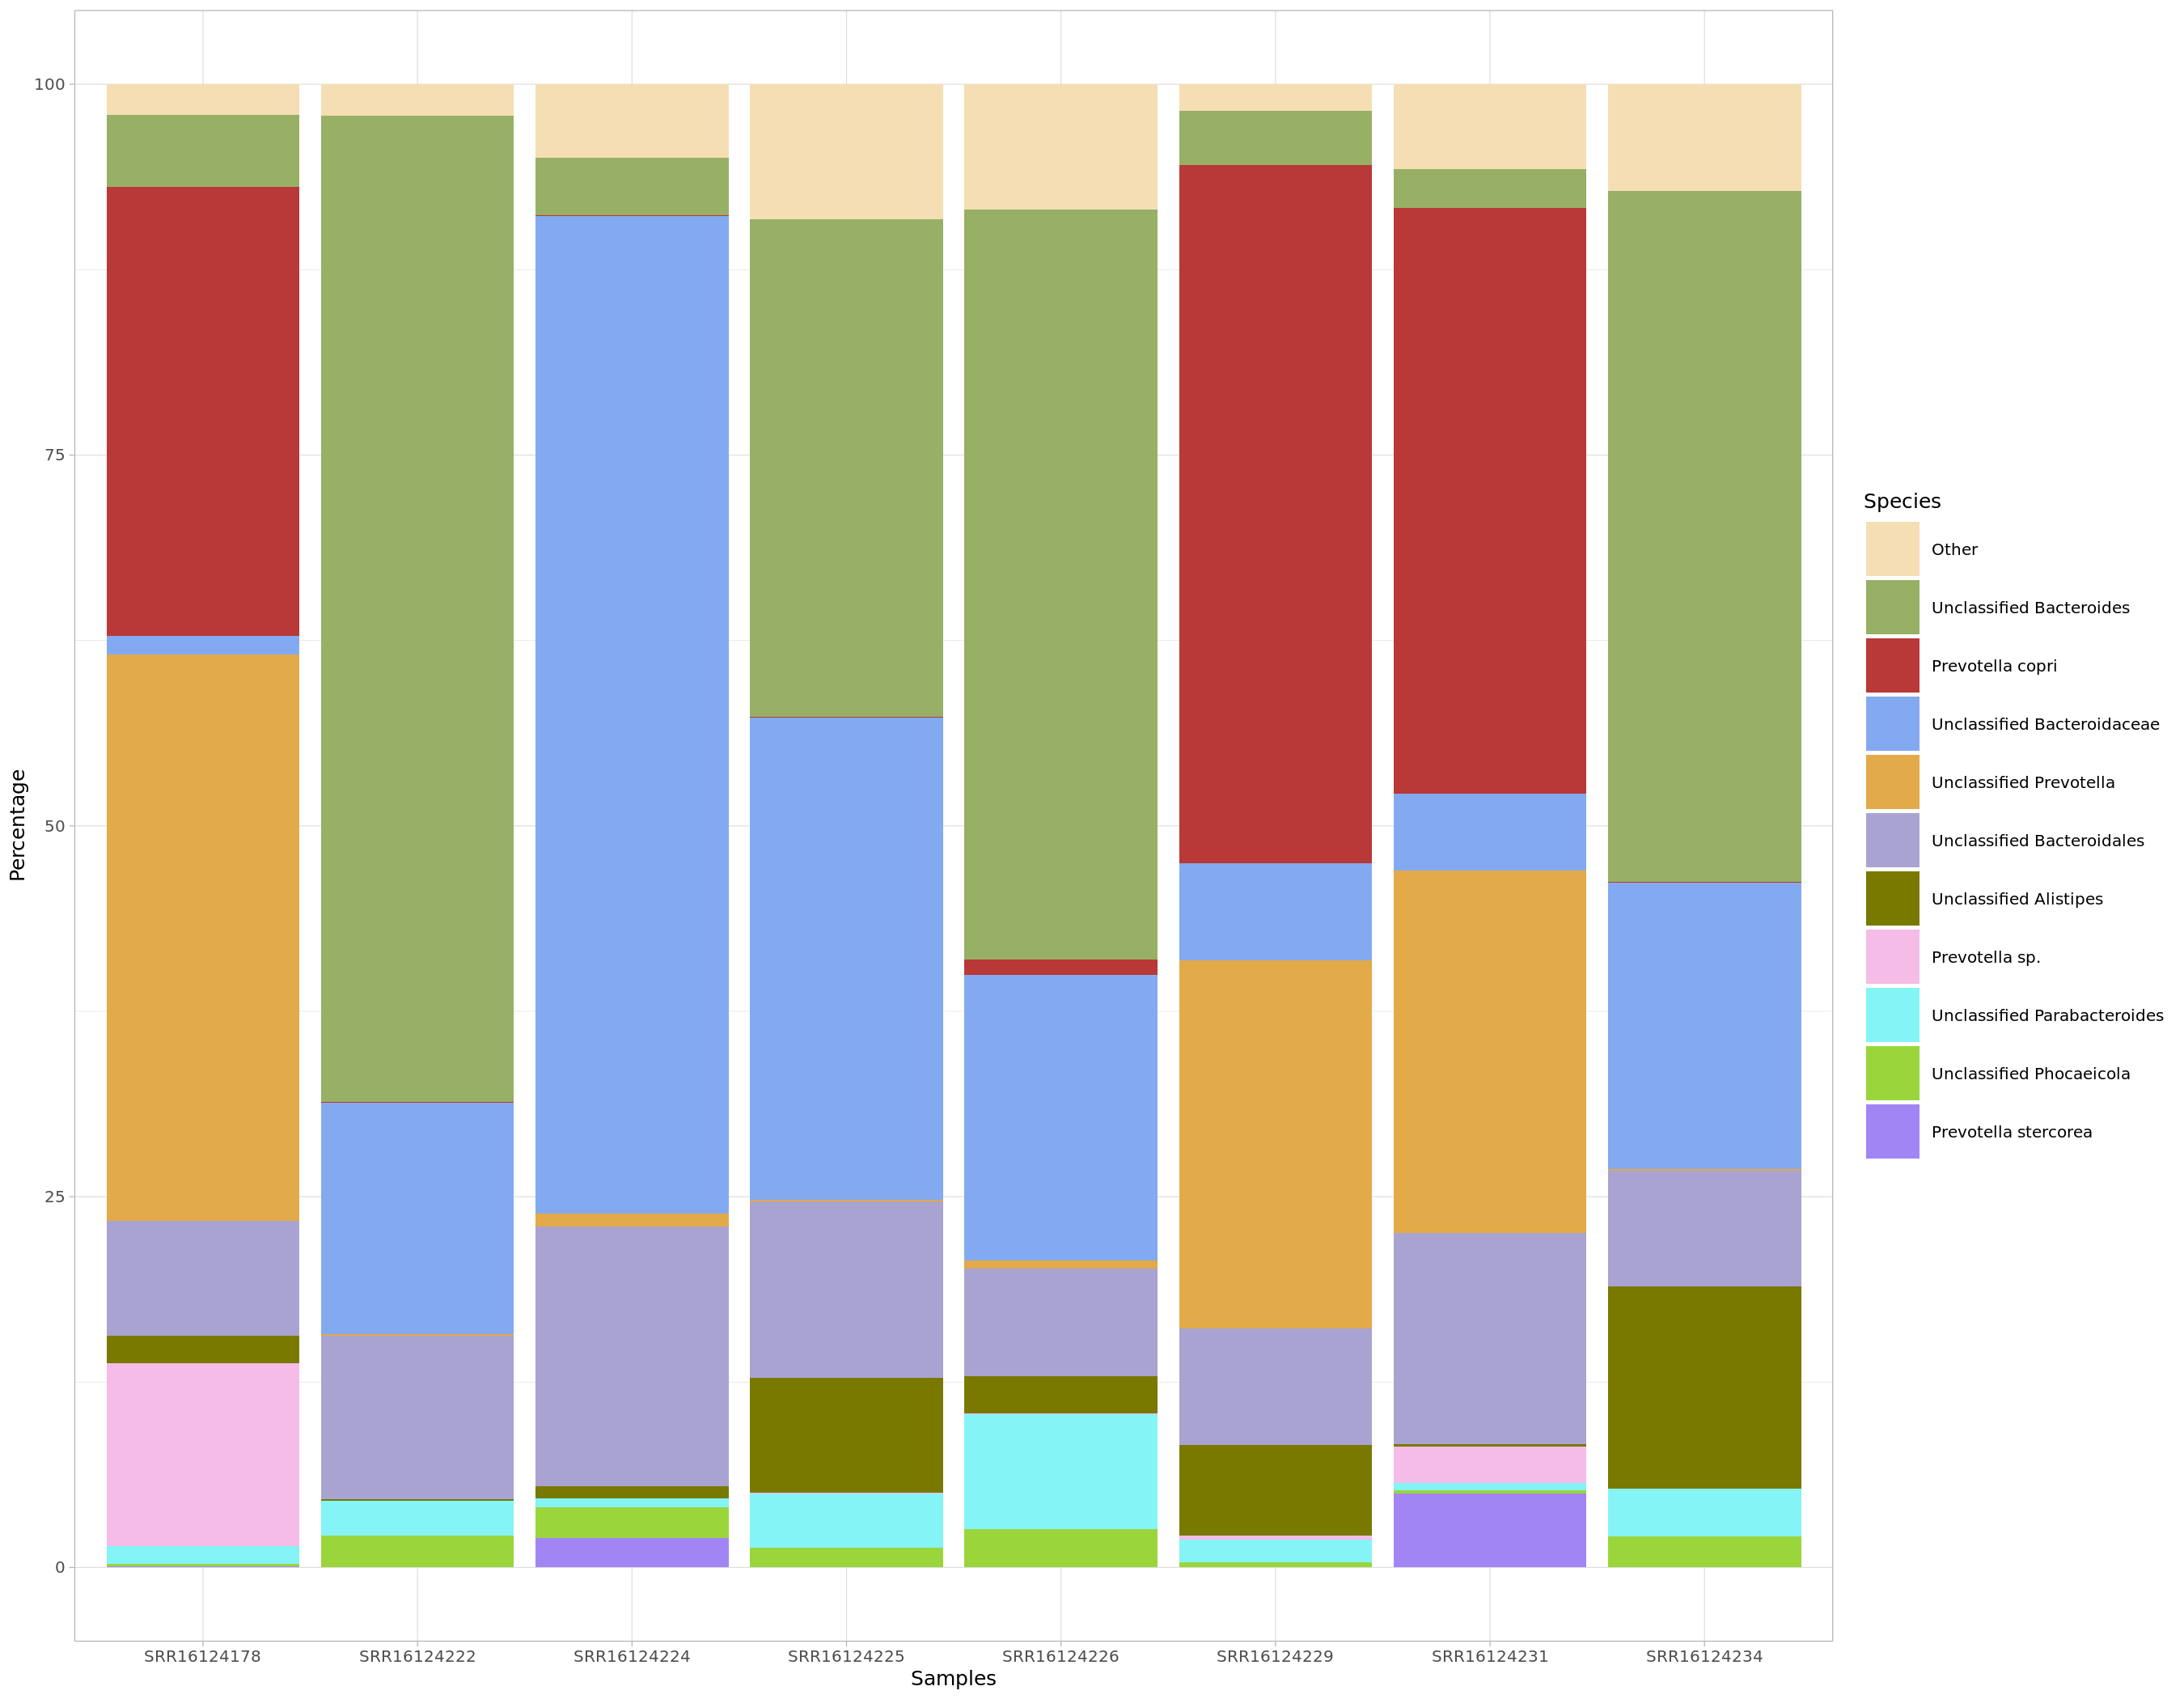 100
75
50
25
0
Percentage
SRR16124178 SRR16124222 SRR16124224 SRR16124225 SRR16124226 SRR16124229 SRR16124231 SRR16124234
Samples
Species
Other
Unclassified Bacteroides
Prevotella copri
Unclassified Bacteroidaceae
Unclassified Prevotella
Unclassified Bacteroidales
Unclassified Alistipes
Prevotella sp.
Unclassified Parabacteroides
Unclassified Phocaeicola
Prevotella stercorea